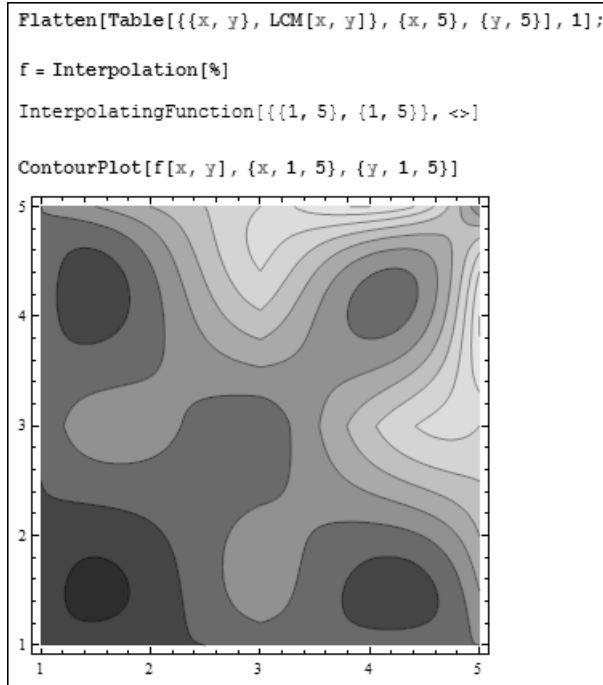 Flatten[Table[{{x, y}, LCM[x, y]}, {x, 5}, {y, 5}], 1];
f = Interpolation[%]
InterpolatingFunction[{{1, 5}, {1, 5}}, <>]
ContourPlot[f[x, y], {x, 1, 5}, {y, 1, 5}]
5
4
3
2
1
1 2 3 4 5